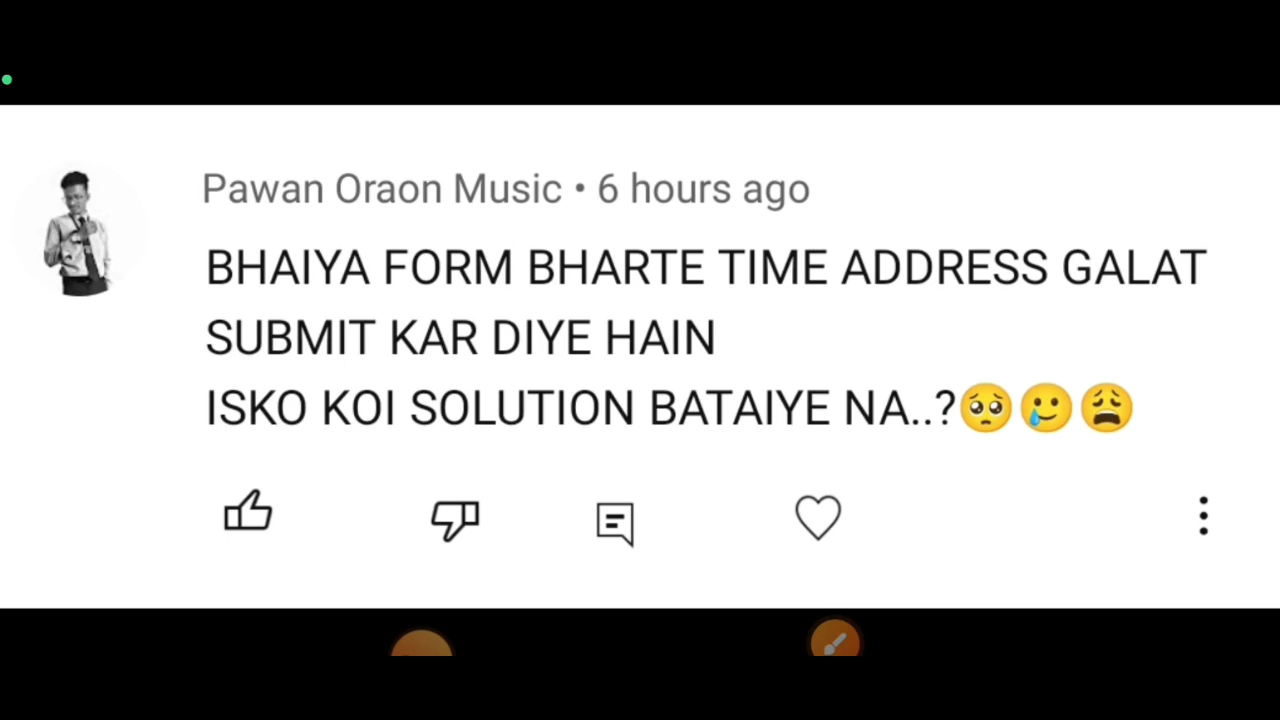 Pawan Oraon Music • 6 hours ago
BHAIYA FORM BHARTE TIME ADDRESS GALAT
SUBMIT KAR DIYE HAIN
ISKO KOI SOLUTION BATAIYE NA..?🥺🥲😩